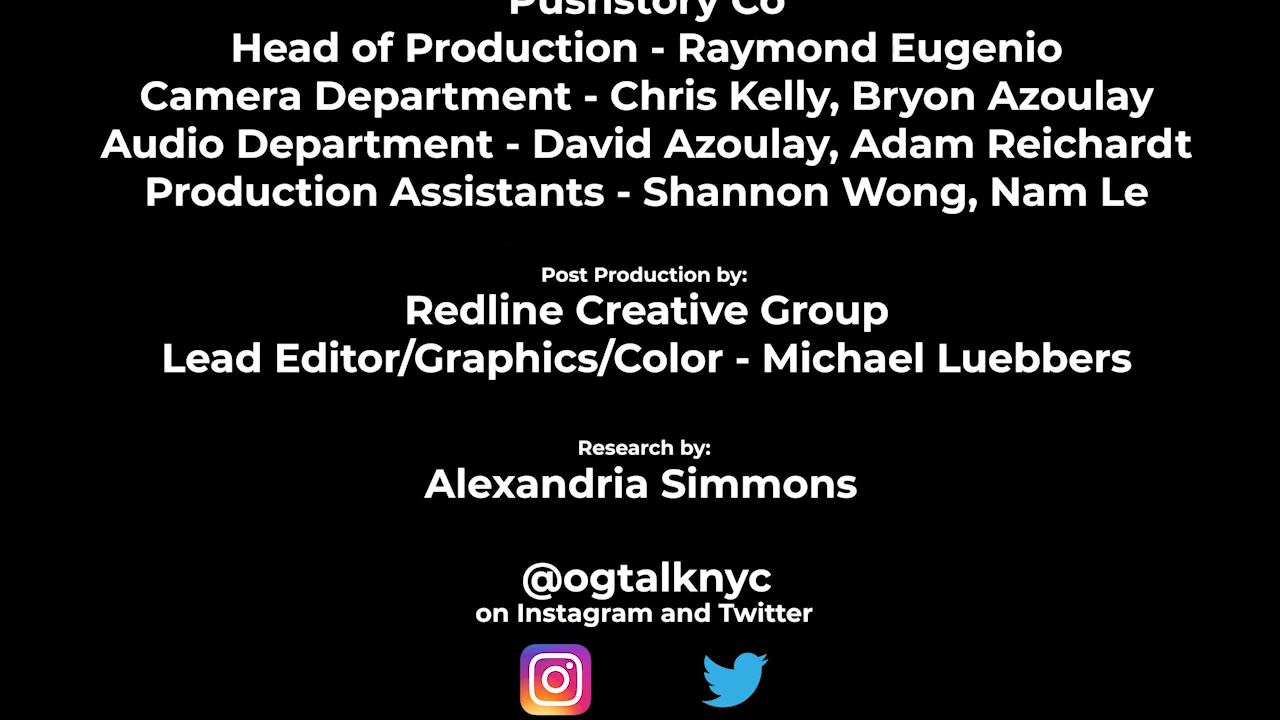 Pushstory Co
Head of Production - Raymond Eugenio
Camera Department - Chris Kelly, Bryon Azoulay
Audio Department - David Azoulay, Adam Reichardt
Production Assistants - Shannon Wong, Nam Le
Post Production by:
Redline Creative Group
Lead Editor/Graphics/Color - Michael Luebbers
Research by:
Alexandria Simmons
@ogtalknyc
on Instagram and Twitter